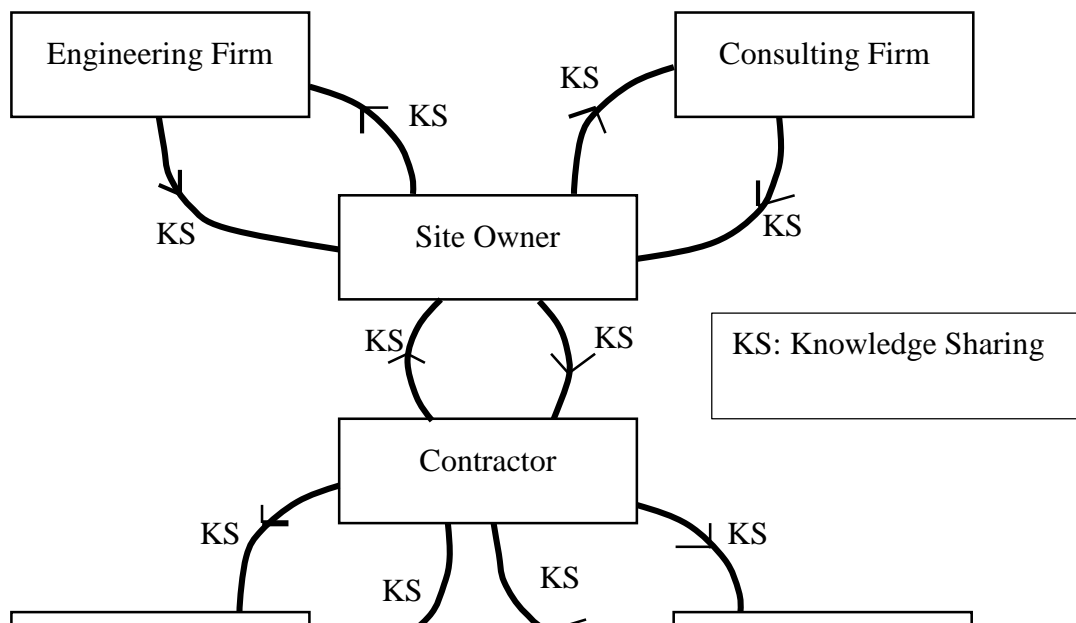 Engineering Firm
Consulting Firm
KS
KS
KS
KS
Site Owner
KS
KS
KS: Knowledge Sharing
Contractor
KS
KS
KS
KS